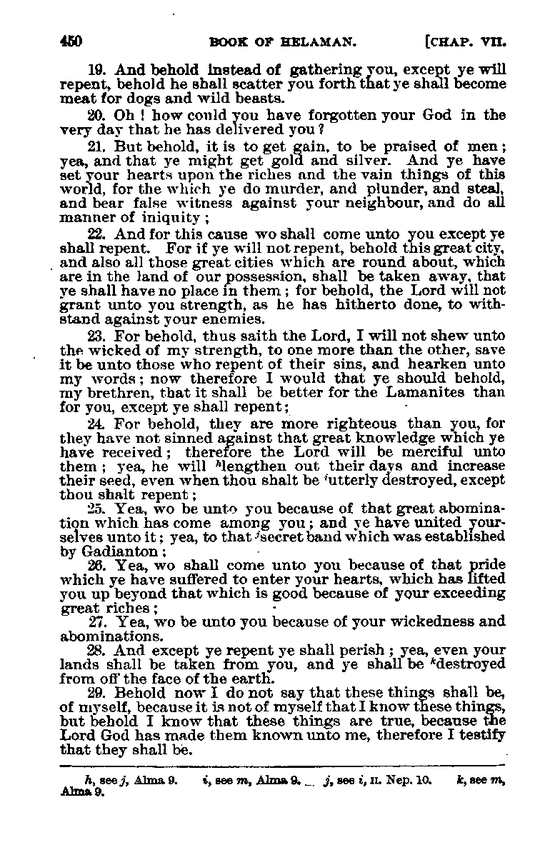 450 BOOK OF HELAMAN. [CHAP. VII.
19. And behold instead of gathering you, except ye will
repent, behold he shall scatter you forth that ye shall become
meat for dogs and wild beasts.
20. Oh ! how could you have forgotten your God in the
very day that he has delivered you ?
21. But behold, it is to get gain, to be praised of men ;
yea, and that ye might get gold and silver. And ye have
set your hearts upon the riches and the vain things of this
world, for the which ye do murder, and plunder, and steal,
and bear false witness against your neighbour, and do all
manner of iniquity ;
22. And for this cause wo shall come unto you except ye
shall repent. For if ye will not repent, behold this great city,
and also all those great cities which are round about, which
are in the land of our possession, shall be taken away, that
ye shall have no place in them ; for behold, the Lord will not
grant unto you strength, as he has hitherto done, to with-
stand against your enemies.
23. For behold, thus saith the Lord, I will not shew unto
the wicked of my strength, to one more than the other, save
it be unto those who repent of their sins, and hearken unto
my words ; now therefore I would that ye should behold,
my brethren, that it shall be better for the Lamanites than
for you, except ye shall repent ;
24. For behold, they are more righteous than you, for
they have not sinned against that great knowledge which ye
have received ; therefore the Lord will be merciful unto
them ; yea, he will hlengthen out their days and increase
their seed, even when thou shalt be iutterly destroyed, except
thou shalt repent ;
25. Yea, wo be unto you because of that great abomina-
tion which has come among you ; and ye have united your-
selves unto it ; yea, to that jsecret band which was established
by Gadianton ;
26. Yea, wo shall come unto you because of that pride
which ye have suffered to enter your hearts, which has lifted
you up beyond that which is good because of your exceeding
great riches ;
27. Yea, wo be unto you because of your wickedness and
abominations.
28. And except ye repent ye shall perish ; yea, even your
lands shall be taken from you, and ye shall be kdestroyed
from off the face of the earth.
29. Behold now I do not say that these things shall be,
of myself, because it is not of myself that I know these things,
but behold I know that these things are true, because the
Lord God has made them known unto me, therefore I testify
that they shall be.
h, see j, Alma 9. i, see m, Alma 9. j, see i, II. Nep. 10. k, see m,
Alma 9.